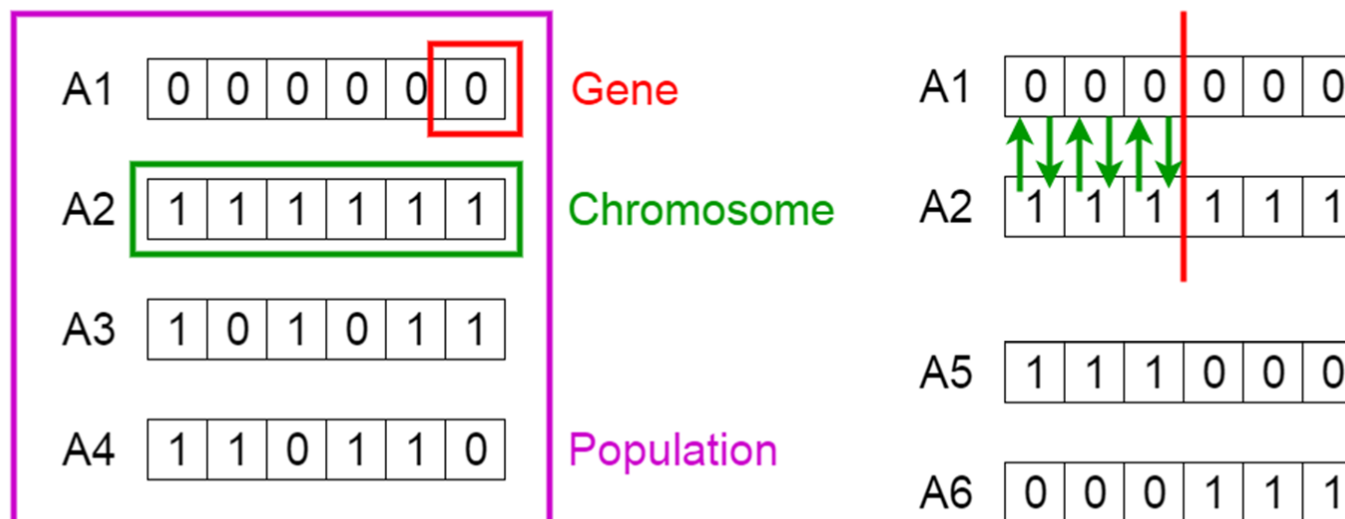 A1 0 0 0 0 0 0 Gene
A2 1 1 1 1 1 1 Chromosome
A3 1 0 1 0 1 1
A4 1 1 0 1 1 0 Population
A1 0 0 0 0 0 0
A2 1 1 1 1 1 1
A5 1 1 1 0 0 0
A6 0 0 0 1 1 1